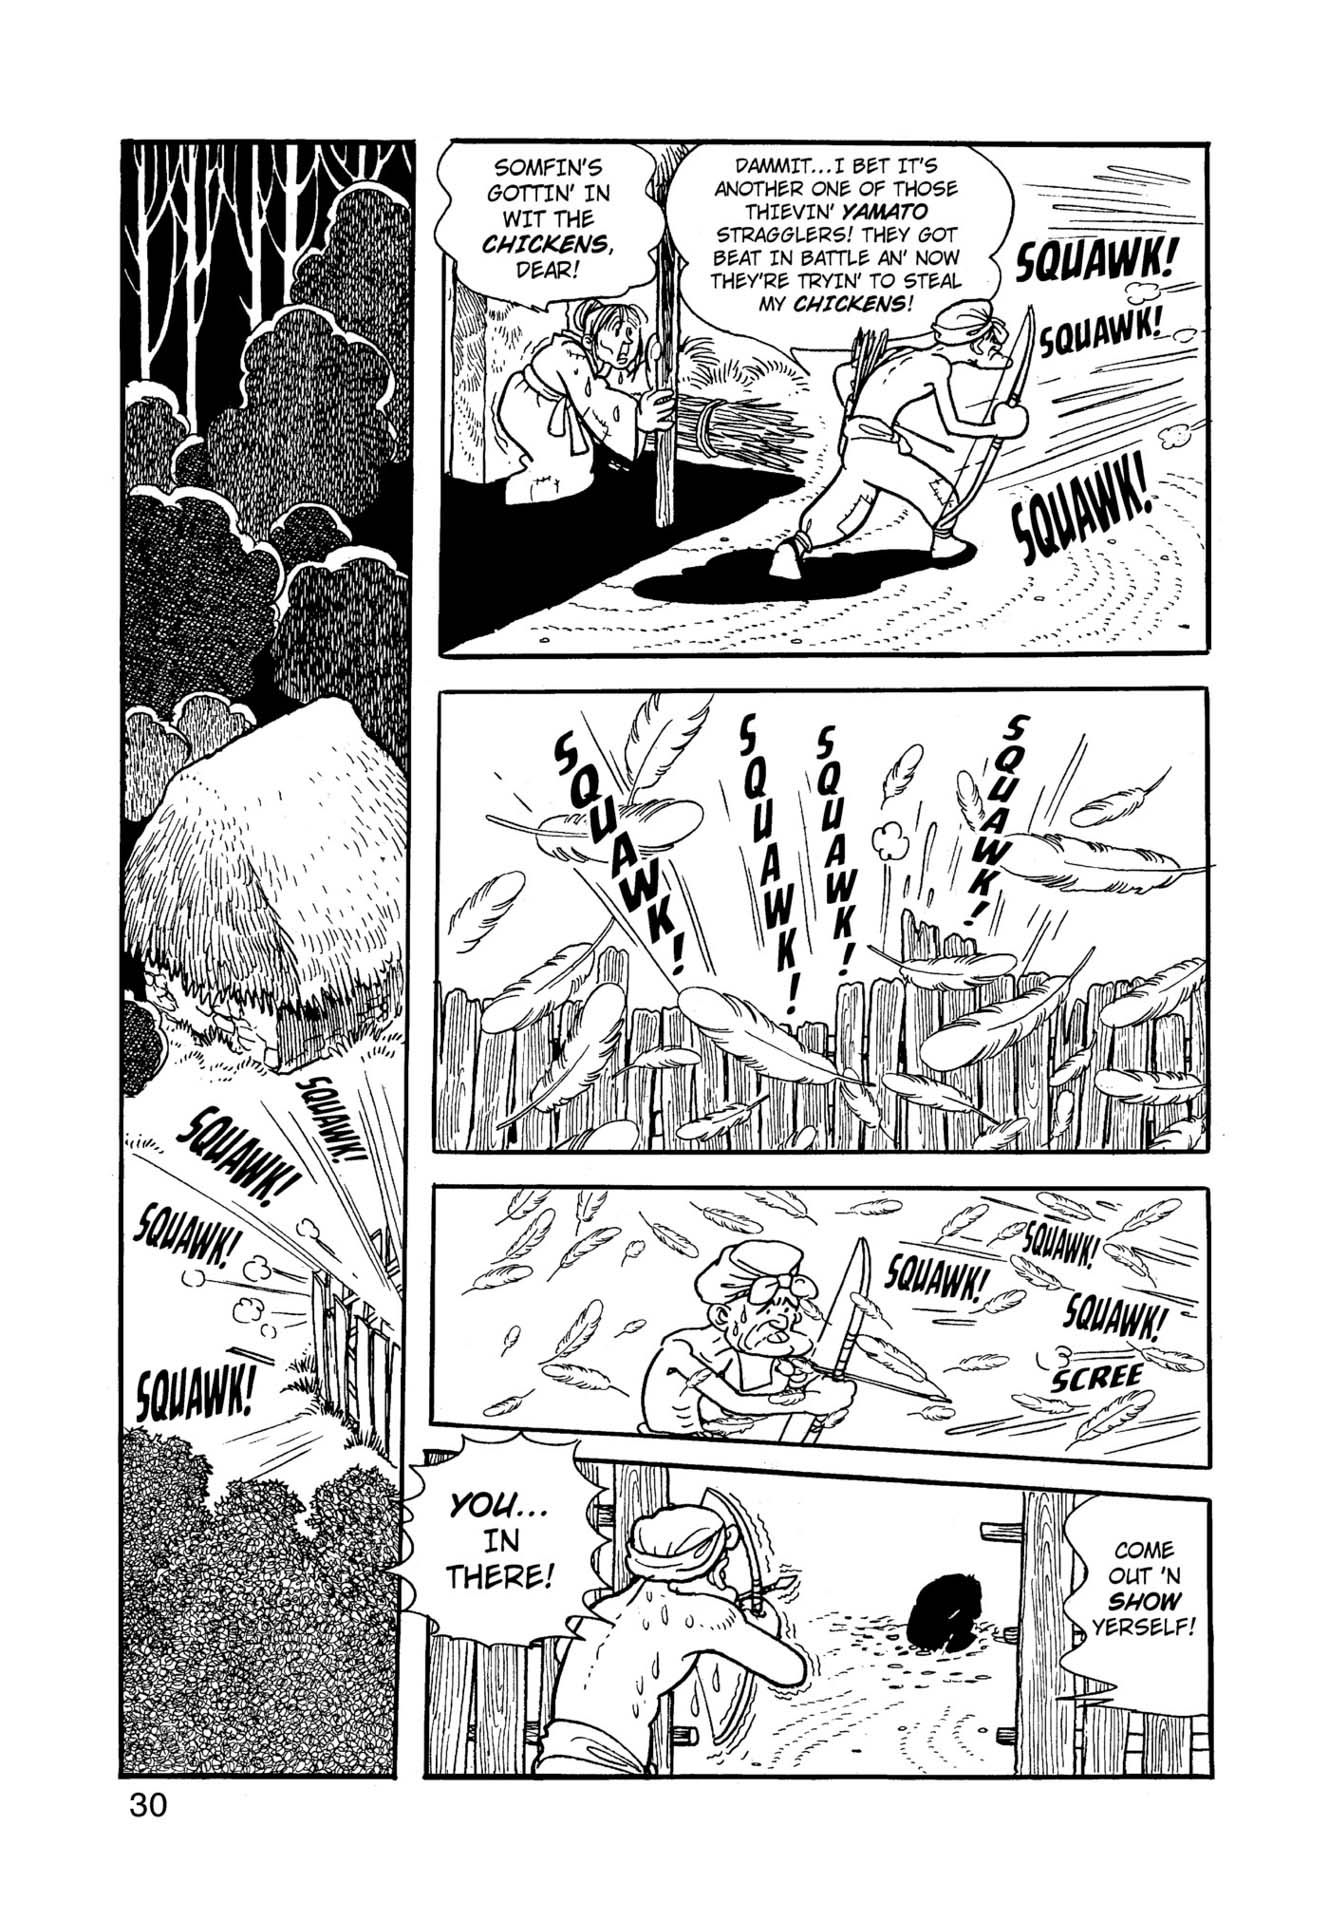 SQUAWK!
SQUAWK!
SQUAWK!
SQUAWK!
SOMFIN'S
GOTTIN' IN
WIT THE
CHICKENS,
DEAR!
DAMMIT...I BET IT'S
ANOTHER ONE OF THOSE
THIEVIN' YAMATO
STRAGGLERS! THEY GOT
BEAT IN BATTLE AN' NOW
THEY'RE TRYIN' TO STEAL
MY CHICKENS!
SQUAWK!
SQUAWK!
SQUAWK!
SQUAWK!
SQUAWK!
SQUAWK!
SQUAWK!
SQUAWK!
SQUAWK!
SQUAWK!
SCREE
YOU...
IN
THERE!
COME
OUT 'N
SHOW
YERSELF!
30